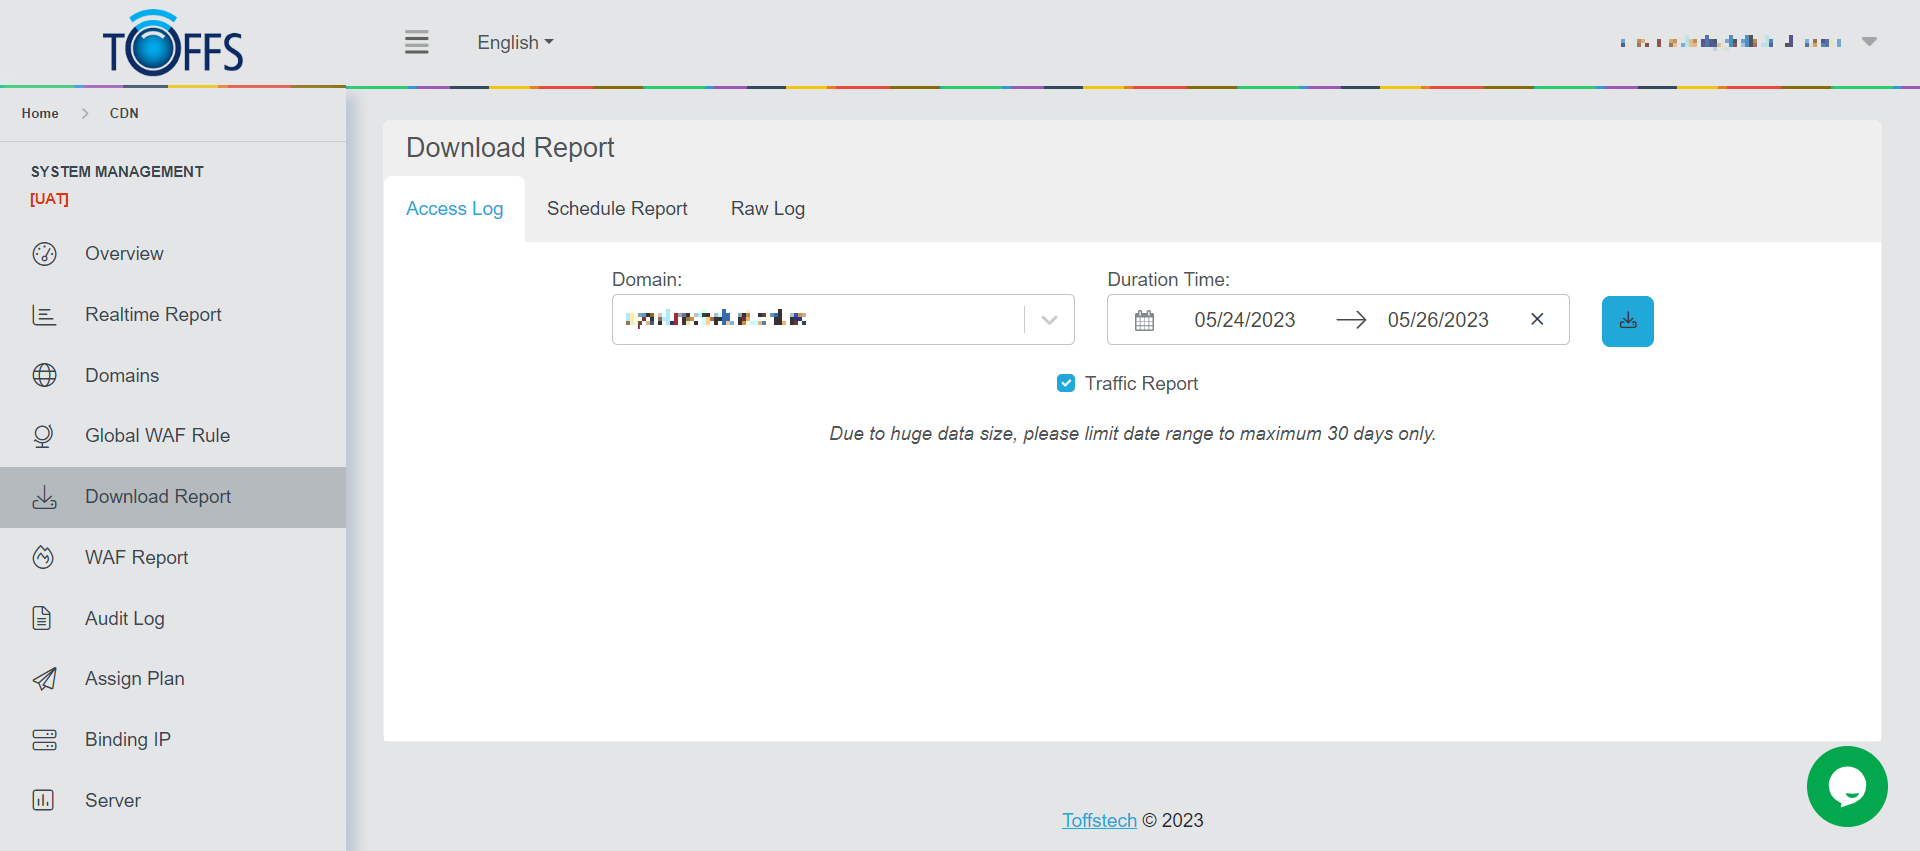 TOFFS
English
Home > CDN
SYSTEM MANAGEMENT
[UAT]
Overview
Realtime Report
Domains
Global WAF Rule
Download Report
WAF Report
Audit Log
Assign Plan
Binding IP
Server
Download Report
Access Log Schedule Report Raw Log
Domain: Duration Time:
05/24/2023 → 05/26/2023 ×
Traffic Report
Due to huge data size, please limit date range to maximum 30 days only.
Toffstech © 2023